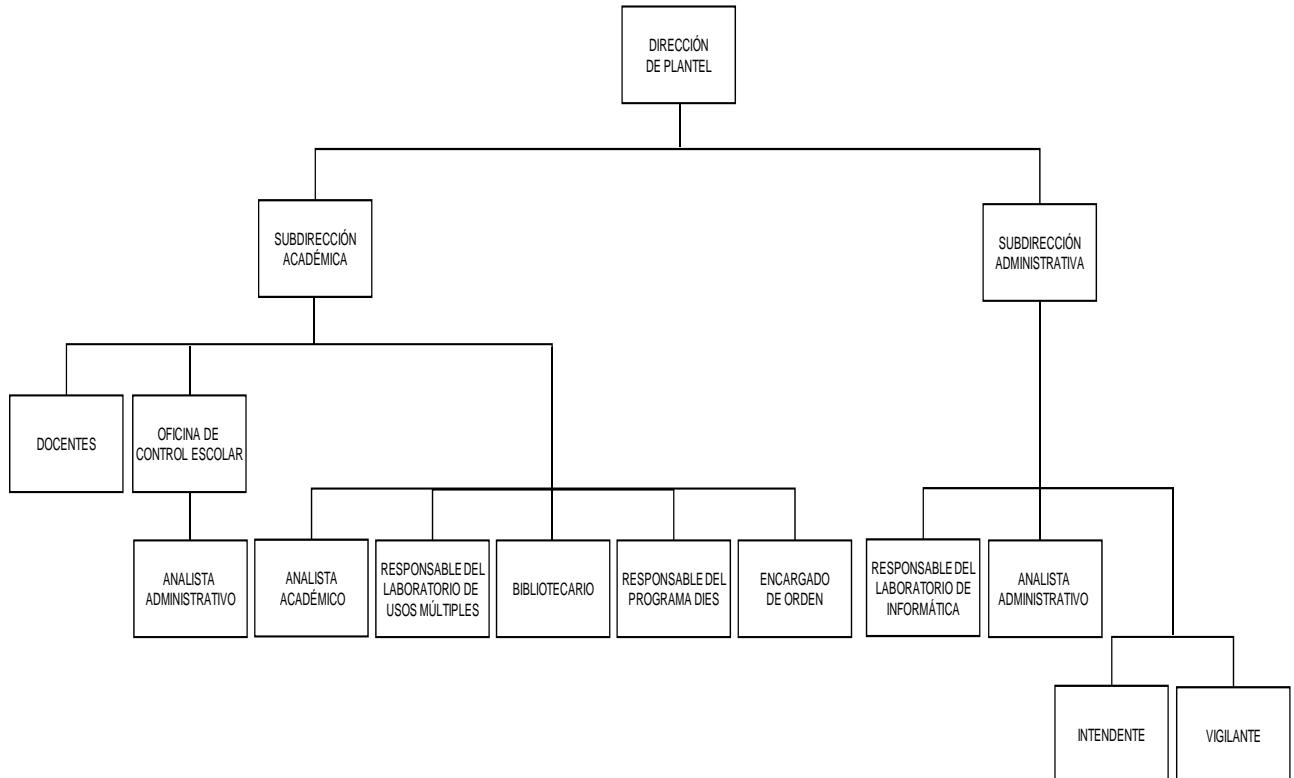 DIRECCIÓN
DE PLANTEL
SUBDIRECCIÓN
ACADÉMICA
SUBDIRECCIÓN
ADMINISTRATIVA
DOCENTES
OFICINA DE
CONTROL ESCOLAR
ANALISTA
ADMINISTRATIVO
ANALISTA
ACADÉMICO
RESPONSABLE DEL
LABORATORIO DE
USOS MÚLTIPLES
BIBLIOTECARIO
RESPONSABLE DEL
PROGRAMA DIES
ENCARGADO
DE ORDEN
RESPONSABLE DEL
LABORATORIO DE
INFORMÁTICA
ANALISTA
ADMINISTRATIVO
INTENDENTE
VIGILANTE